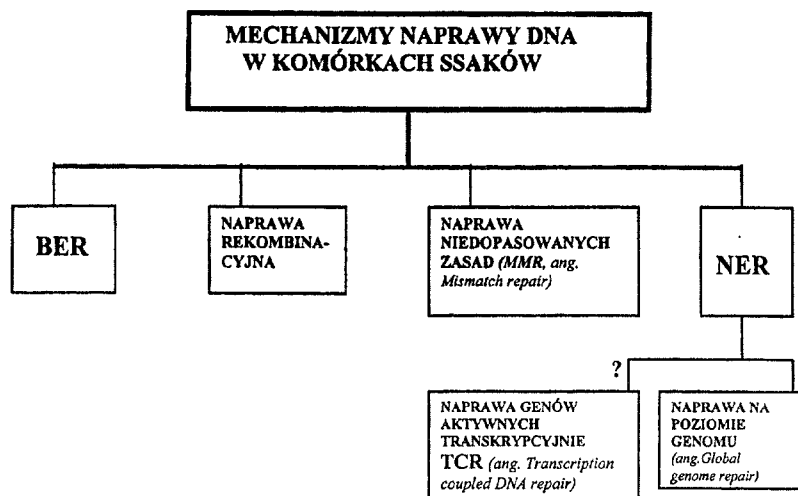 MECHANIZMY NAPRAWY DNA
W KOMÓRKACH SSAKÓW
BER
NAPRAWA
REKOMBINA-
CYJNA
NAPRAWA
NIEDOPASOWANYCH
ZASAD (MMR, ang.
Mismatch repair)
NER
?
NAPRAWA GENÓW
AKTYWNYCH
TRANSKRYPCYJNIE
TCR (ang. Transcription
coupled DNA repair)
NAPRAWA NA
POZIOMIE
GENOMU
(ang.Global
genome repair)